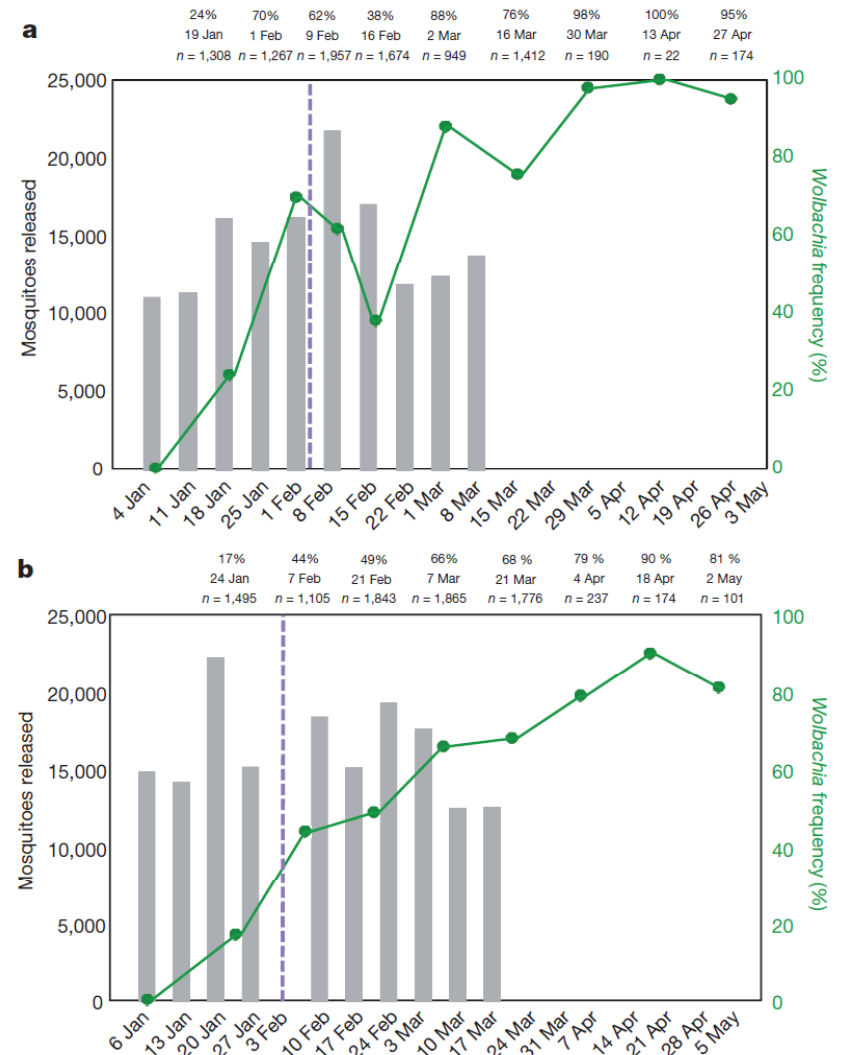 a
24% 70% 62% 38% 88% 76% 98% 100% 95%
19 Jan 1 Feb 9 Feb 16 Feb 2 Mar 16 Mar 30 Mar 13 Apr 27 Apr
n = 1,308 n = 1,267 n = 1,957 n = 1,674 n = 949 n = 1,412 n = 190 n = 22 n = 174
25,000
20,000
15,000
10,000
5,000
0
Mosquitoes released
100
80
60
40
20
0
Wolbachia frequency (%)
4 Jan 11 Jan 18 Jan 25 Jan 1 Feb 8 Feb 15 Feb 22 Feb 1 Mar 8 Mar 15 Mar 22 Mar 29 Mar 5 Apr 12 Apr 19 Apr 26 Apr 3 May
b
17% 44% 49% 66% 68 % 79 % 90 % 81 %
24 Jan 7 Feb 21 Feb 7 Mar 21 Mar 4 Apr 18 Apr 2 May
n = 1,495 n = 1,105 n = 1,843 n = 1,865 n = 1,776 n = 237 n = 174 n = 101
25,000
20,000
15,000
10,000
5,000
0
Mosquitoes released
100
80
60
40
20
0
Wolbachia frequency (%)
6 Jan 13 Jan 20 Jan 27 Jan 3 Feb 10 Feb 17 Feb 24 Feb 3 Mar 10 Mar 17 Mar 24 Mar 31 Mar 7 Apr 14 Apr 21 Apr 28 Apr 5 May